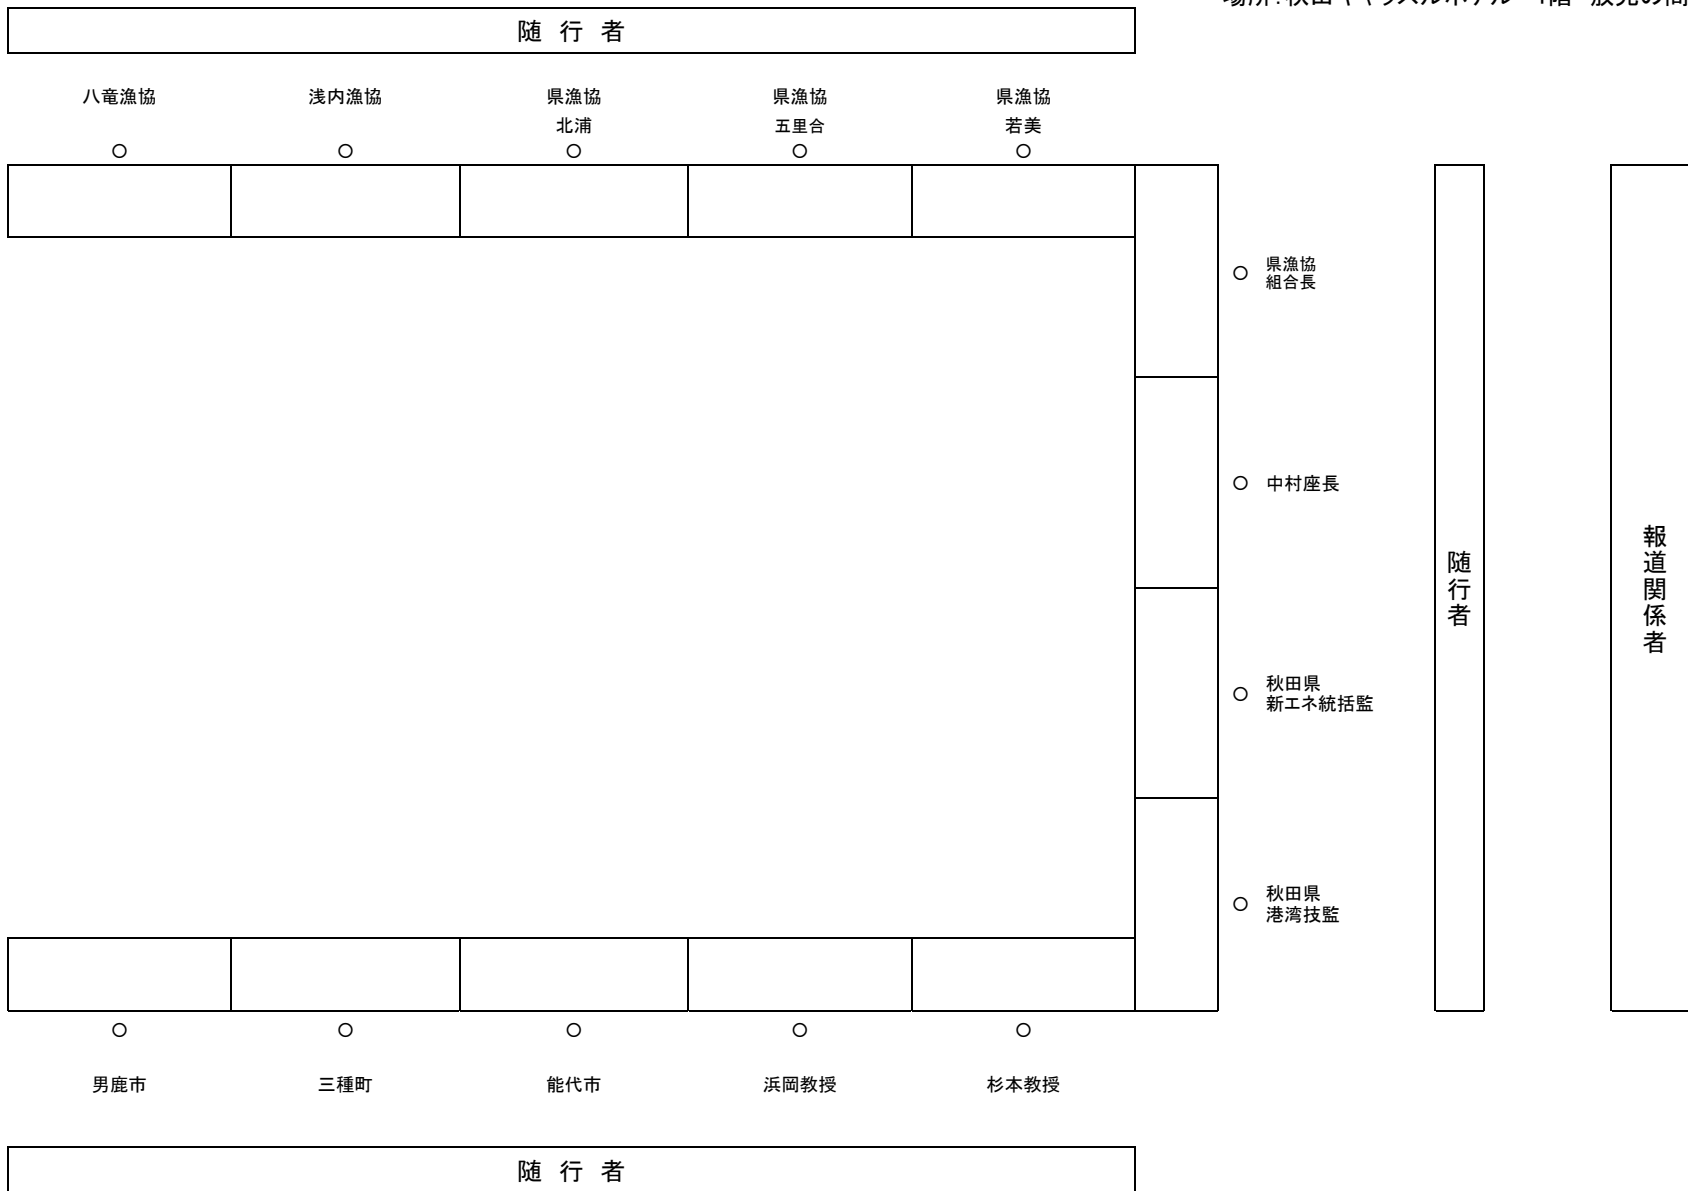 随 行 者
八竜漁協
浅内漁協
県漁協
北浦
県漁協
五里合
県漁協
若美
県漁協
組合長
中村座長
秋田県
新エネ統括監
秋田県
港湾技監
随行者
報道関係者
男鹿市
三種町
能代市
浜岡教授
杉本教授
随 行 者